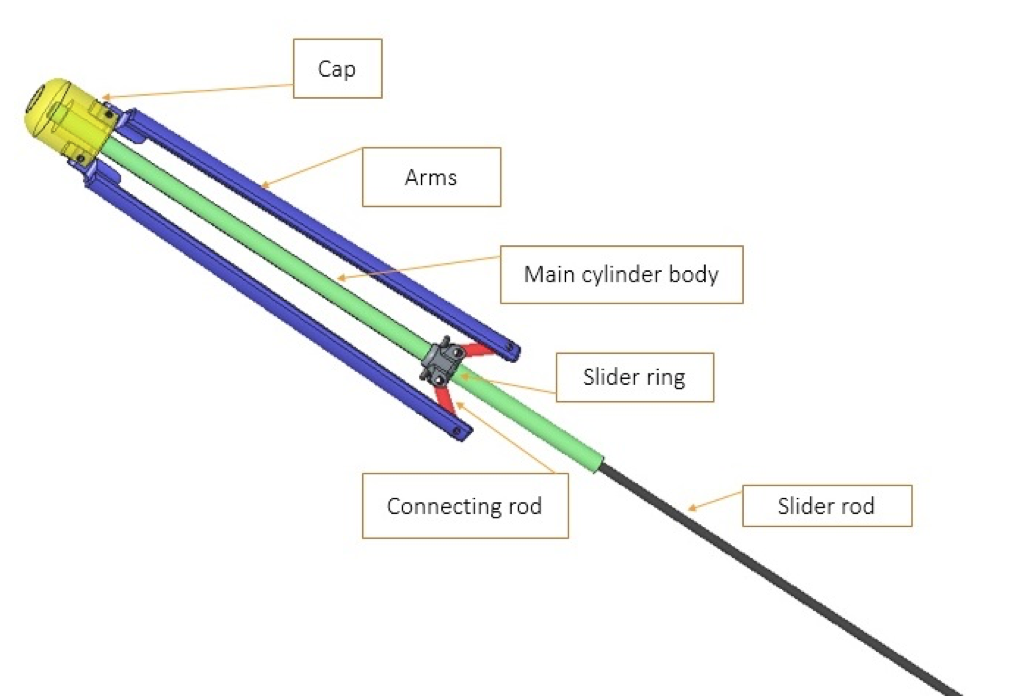 Cap
Arms
Main cylinder body
Slider ring
Connecting rod
Slider rod